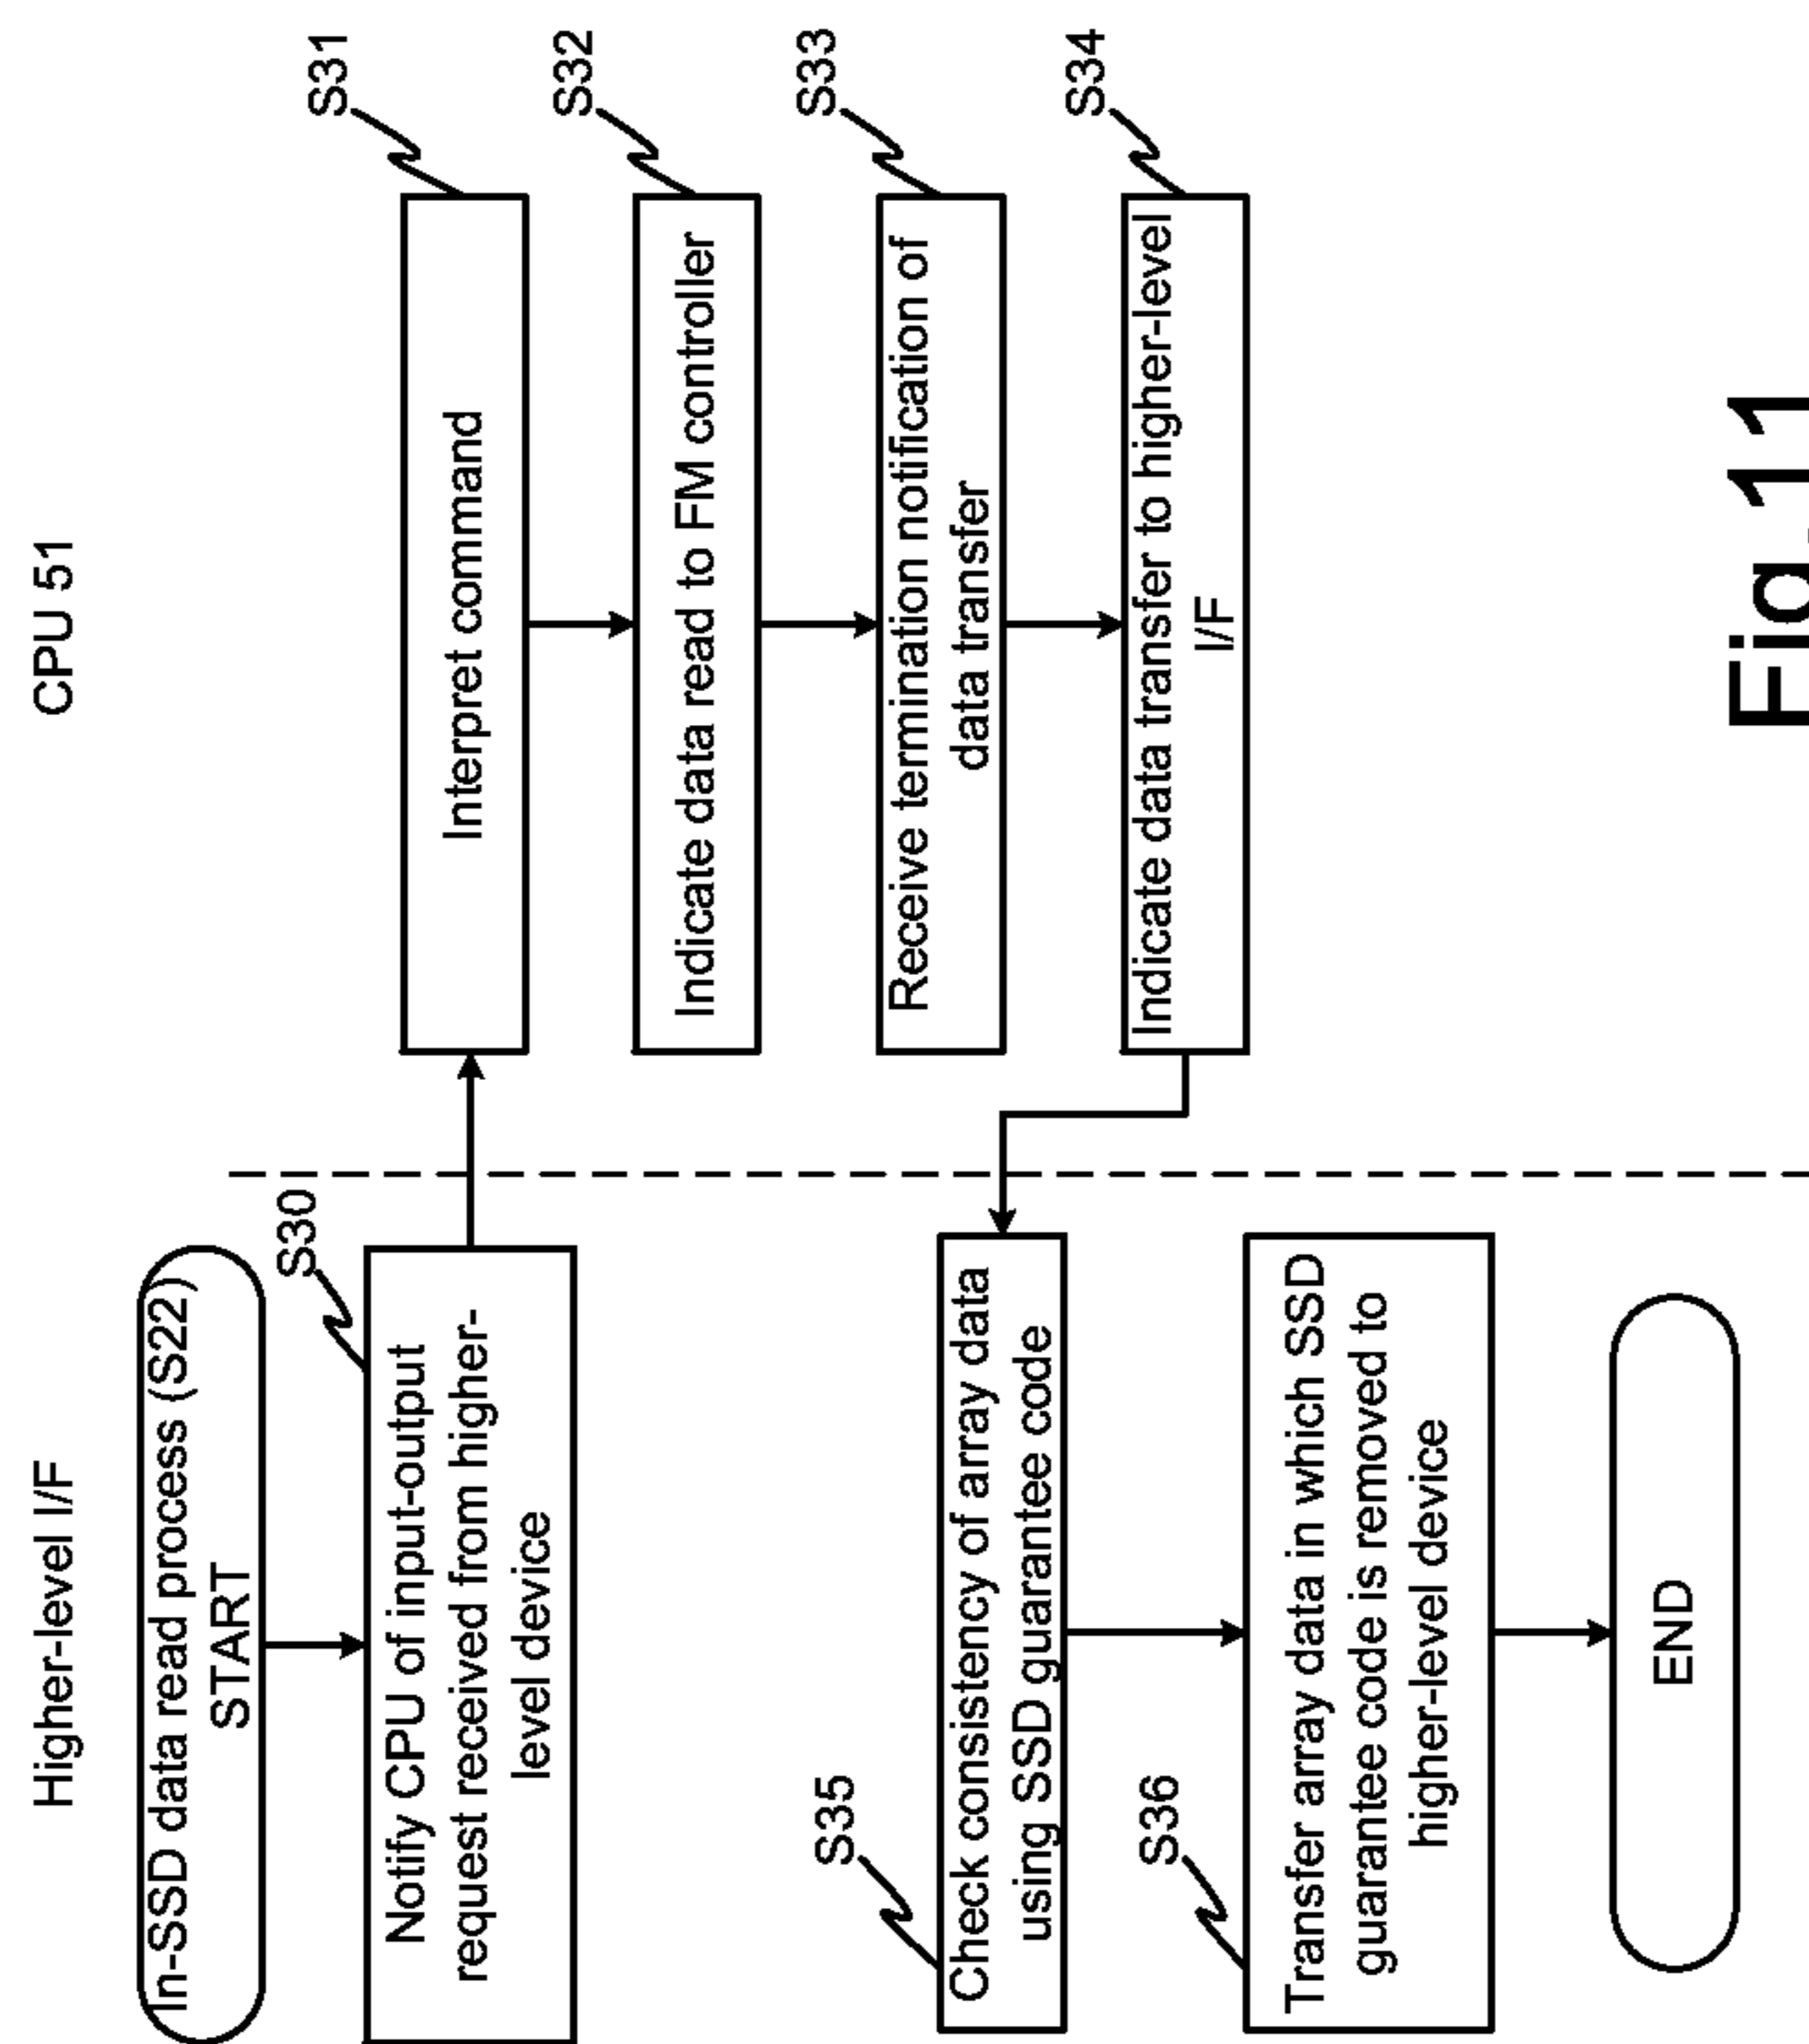 Higher-level I/F
CPU 51
In-SSD data read process (S22)
START
S30
Notify CPU of input-output
request received from higher-
level device
S31
Interpret command
S32
Indicate data read to FM controller
S33
Receive termination notification of
data transfer
S34
Indicate data transfer to higher-level
I/F
S35
Check consistency of array data
using SSD guarantee code
S36
Transfer array data in which SSD
guarantee code is removed to
higher-level device
END
Fig.11